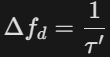 Δf_d = 1/τ′